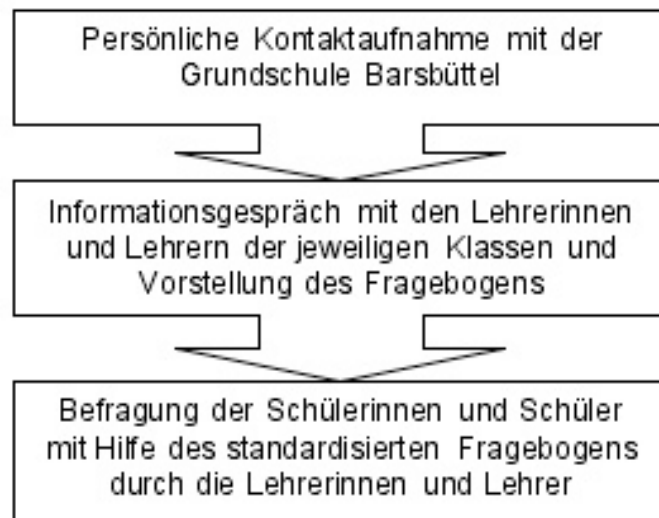 Persönliche Kontaktaufnahme mit der
Grundschule Barsbüttel
Informationsgespräch mit den Lehrerinnen
und Lehrern der jeweiligen Klassen und
Vorstellung des Fragebogens
Befragung der Schülerinnen und Schüler
mit Hilfe des standardisierten Fragebogens
durch die Lehrerinnen und Lehrer